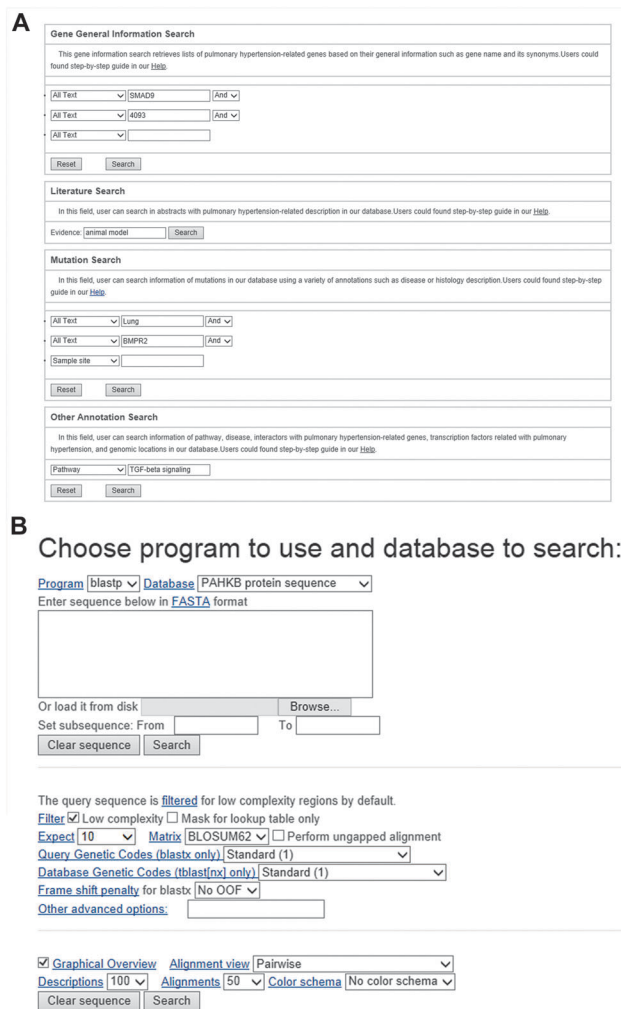 A
Gene General Information Search
This gene information search retrieves lists of pulmonary hypertension-related genes based on their general information such as gene name and its synonyms.Users could
found step-by-step guide in our Help.
All Text SMAD9 And
All Text 4093 And
All Text
Reset Search
Literature Search
In this field, user can search in abstracts with pulmonary hypertension-related description in our database.Users could found step-by-step guide in our Help.
Evidence: animal model Search
Mutation Search
In this field, user can search information of mutations in our database using a variety of annotations such as disease or histology description.Users could found step-by-step
guide in our Help.
All Text Lung And
All Text BMPR2 And
Sample site
Reset Search
Other Annotation Search
In this field, user can search information of pathway, disease, interactors with pulmonary hypertension-related genes, transcription factors related with pulmonary
hypertension, and genomic locations in our database.Users could found step-by-step guide in our Help.
Pathway TGF-beta signaling
Reset Search
B
Choose program to use and database to search:
Program blastp Database PAHKB protein sequence
Enter sequence below in FASTA format
Or load it from disk Browse...
Set subsequence: From To
Clear sequence Search
The query sequence is filtered for low complexity regions by default.
Filter Low complexity Mask for lookup table only
Expect 10 Matrix BLOSUM62 Perform ungapped alignment
Query Genetic Codes (blastx only) Standard (1)
Database Genetic Codes (tblast[nx] only) Standard (1)
Frame shift penalty for blastx No OOF
Other advanced options:
Graphical Overview Alignment view Pairwise
Descriptions 100 Alignments 50 Color schema No color schema
Clear sequence Search